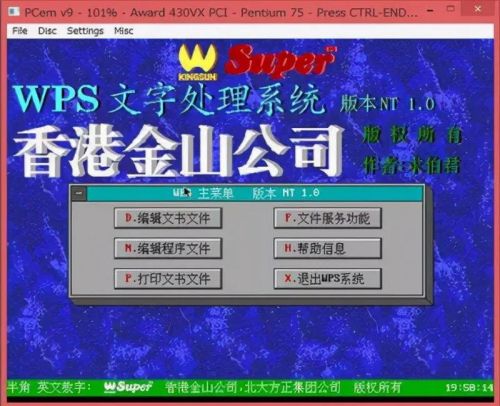 PCem v9 - 101% - Award 430VX PCI - Pentium 75 - Press CTRL-END...
File Disc Settings Misc
KINGSUN Super
WPS 文字处理系统 版本 NT 1.0
香港金山公司 版权所有
作者:求伯君
主菜单 版本 NT 1.0
D.编辑文书文件 F.文件服务功能
N.编辑程序文件 H.帮助信息
P.打印文书文件 X.退出WPS系统
半角 英文数字: Super 香港金山公司,北大方正集团公司 版权所有 19:58:14